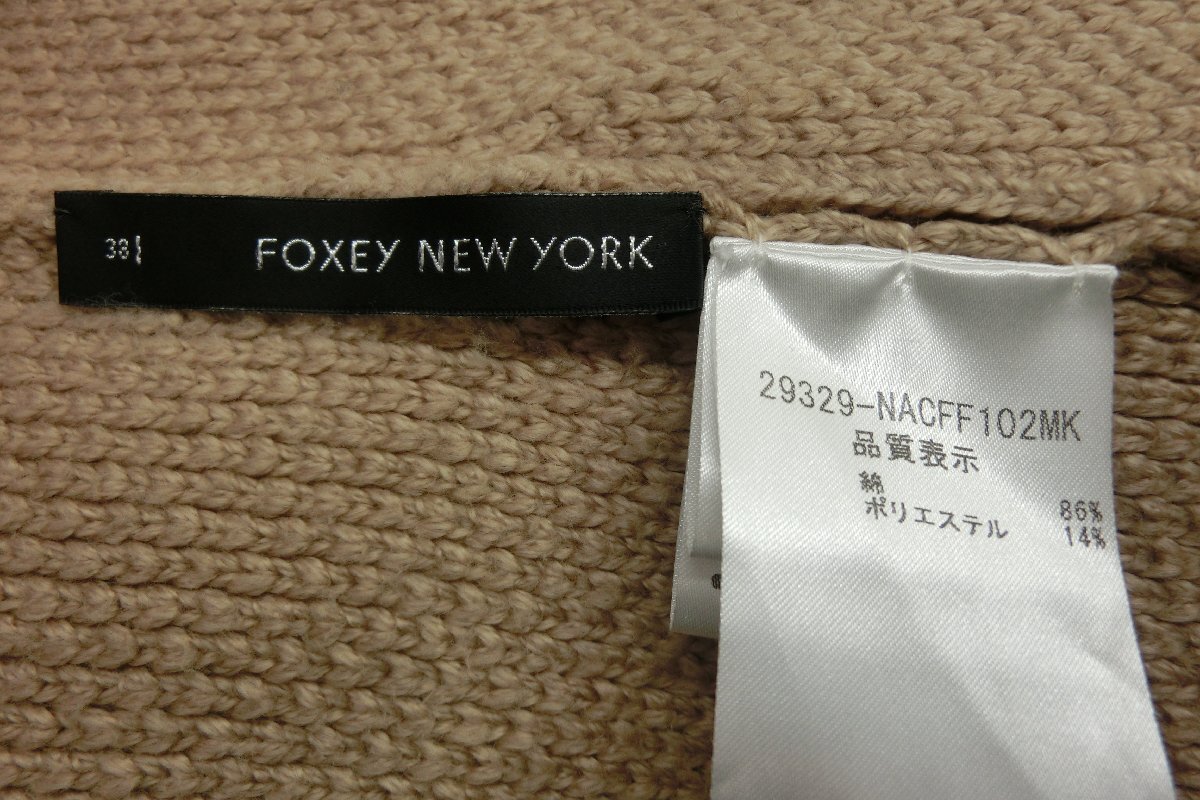 38
FOXEY NEW YORK
29329-NACFF102MK
品質表示
綿 86%
ポリエステル 14%